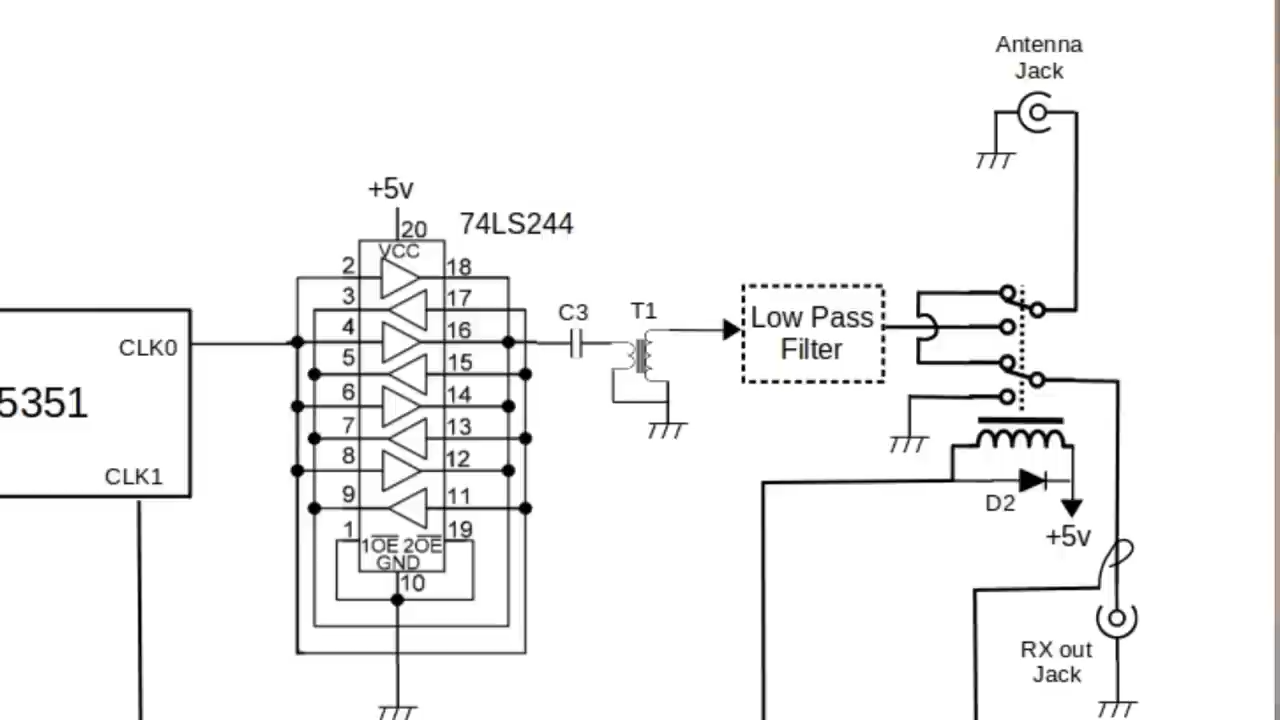 Antenna
Jack
+5v
20
74LS244
VCC
2
18
3
17
C3
T1
4
16
Low Pass
Filter
CLK0
5
15
5351
6
14
7
13
8
12
CLK1
9
11
D2
+5v
1
19
1OE 2OE
GND
10
RX out
Jack